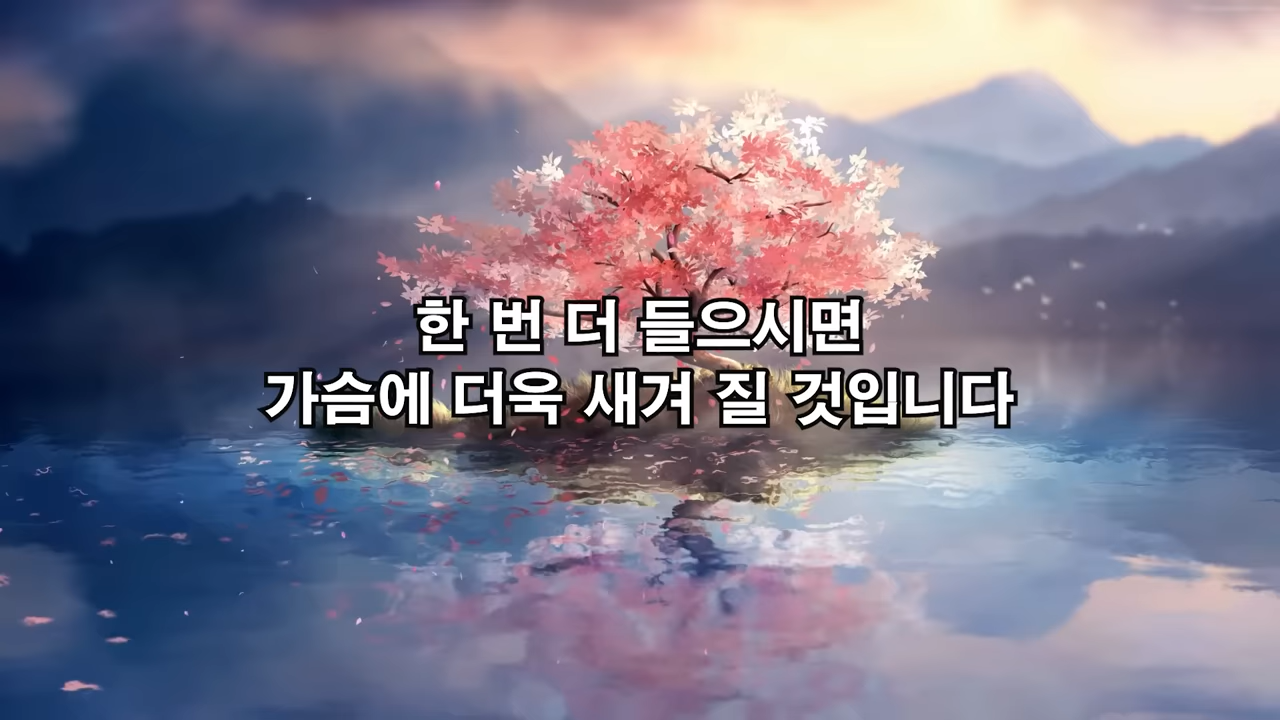 한 번 더 들으시면
가슴에 더욱 새겨 질 것입니다